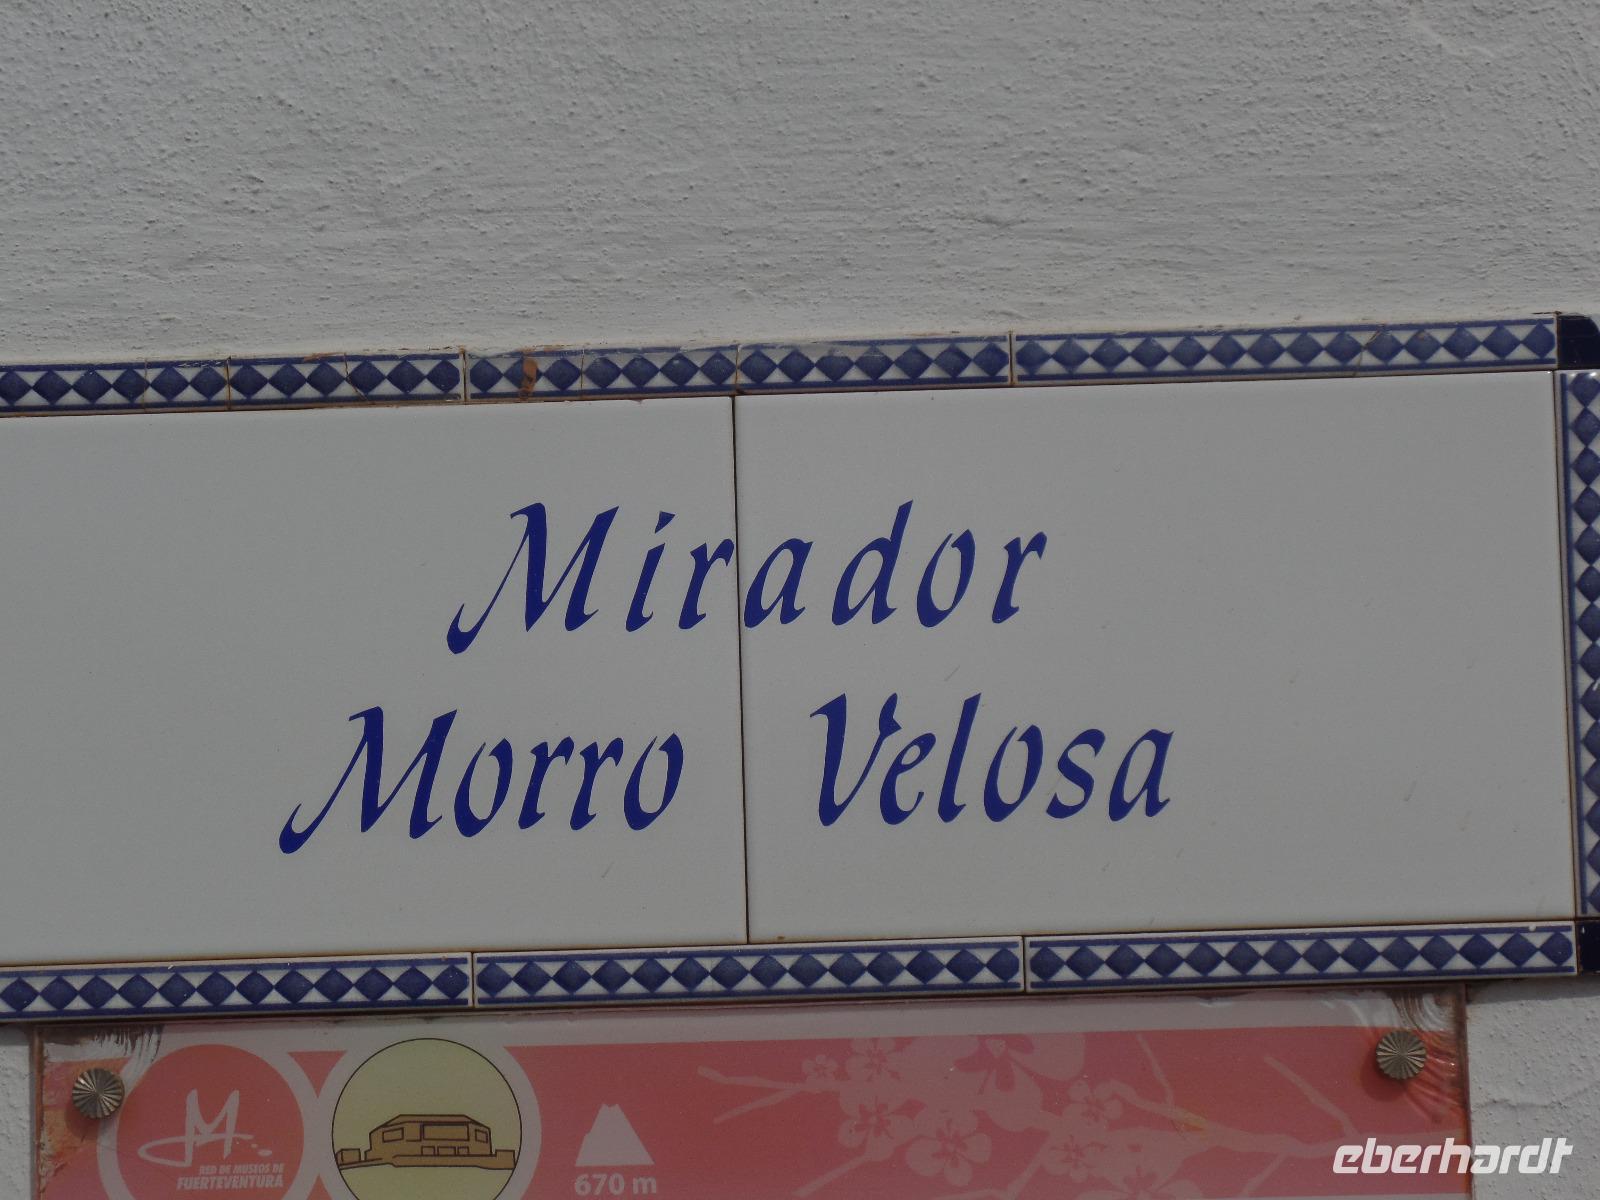 Mirador
Morro Velosa
RED DE MUSEOS DE
FUERTEVENTURA
670 m
eberhardt